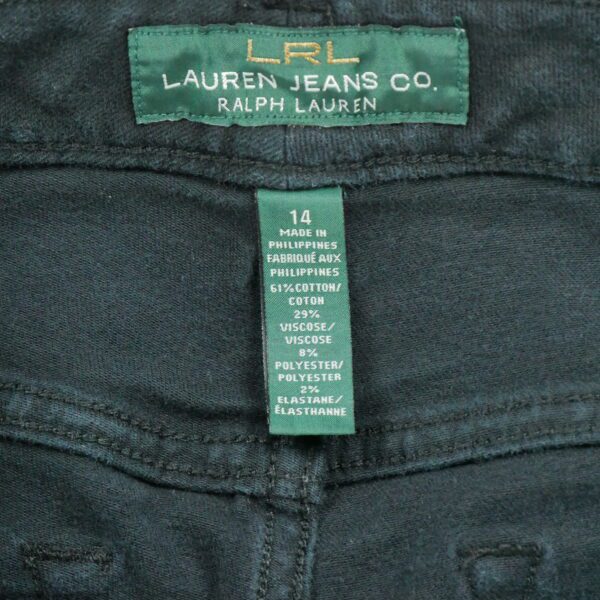 LRL
LAUREN JEANS CO.
RALPH LAUREN
14
MADE IN
PHILIPPINES
FABRIQUÉ AUX
PHILIPPINES
61% COTTON/
COTON
29%
VISCOSE/
VISCOSE
8%
POLYESTER/
POLYESTER
2%
ELASTANE/
ÉLASTHANNE